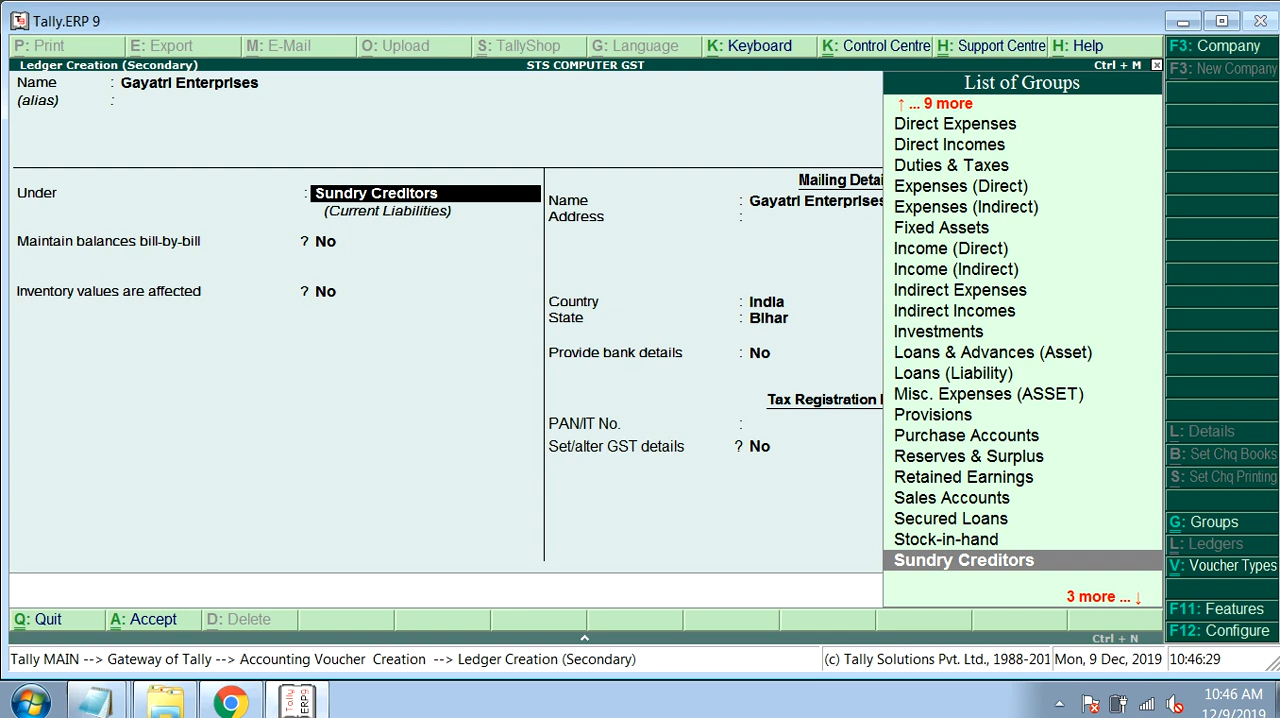 Tally.ERP 9
P: Print E: Export M: E-Mail O: Upload S: TallyShop G: Language K: Keyboard K: Control Centre H: Support Centre H: Help
F3: Company
F3: New Company
Ledger Creation (Secondary) STS COMPUTER GST Ctrl + M
Name : Gayatri Enterprises
(alias) :
Under : Sundry Creditors
(Current Liabilities)
Maintain balances bill-by-bill ? No
Inventory values are affected ? No
Mailing Detai
Name : Gayatri Enterprises
Address :
Country : India
State : Bihar
Provide bank details : No
Tax Registration
PAN/IT No. :
Set/alter GST details ? No
List of Groups
↑ ... 9 more
Direct Expenses
Direct Incomes
Duties & Taxes
Expenses (Direct)
Expenses (Indirect)
Fixed Assets
Income (Direct)
Income (Indirect)
Indirect Expenses
Indirect Incomes
Investments
Loans & Advances (Asset)
Loans (Liability)
Misc. Expenses (ASSET)
Provisions
Purchase Accounts
Reserves & Surplus
Retained Earnings
Sales Accounts
Secured Loans
Stock-in-hand
Sundry Creditors
3 more ... ↓
L: Details
B: Set Chq Books
S: Set Chq Printing
G: Groups
L: Ledgers
V: Voucher Types
F11: Features
F12: Configure
Q: Quit A: Accept D: Delete
Ctrl + N
Tally MAIN --> Gateway of Tally --> Accounting Voucher Creation --> Ledger Creation (Secondary) (c) Tally Solutions Pvt. Ltd., 1988-201 Mon, 9 Dec, 2019 10:46:29
Tally
ERP9
10:46 AM
12/9/2019